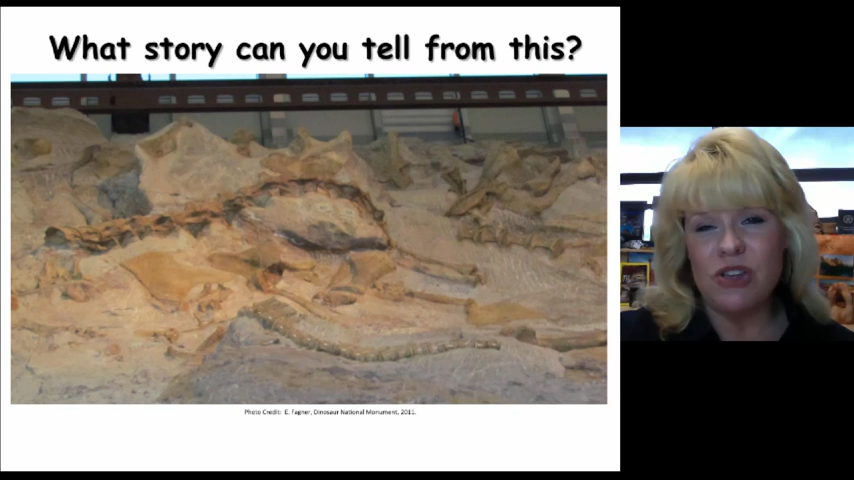 What story can you tell from this?
Photo Credit: E. Fagner, Dinosaur National Monument, 2011.